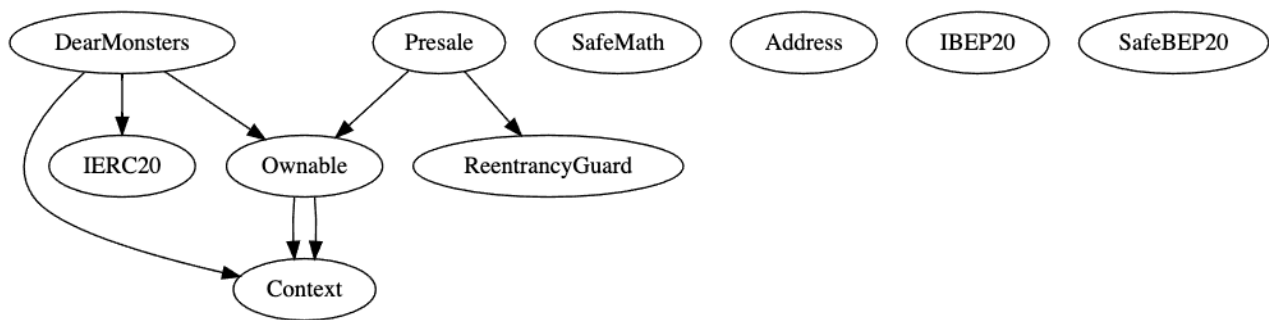 DearMonsters
Presale
SafeMath
Address
IBEP20
SafeBEP20
IERC20
Ownable
ReentrancyGuard
Context